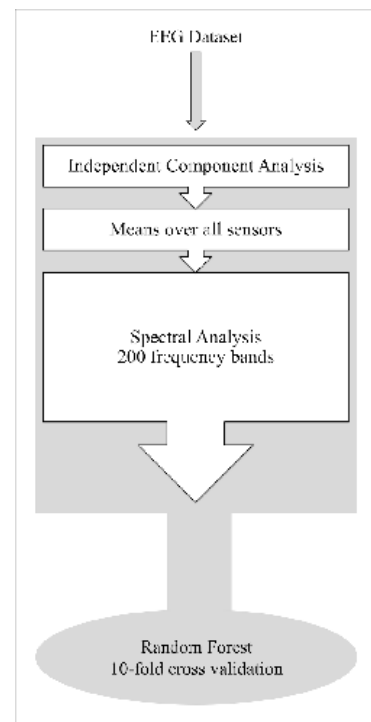 EEG Dataset
Independent Component Analysis
Means over all sensors
Spectral Analysis
200 frequency bands
Random Forest
10-fold cross validation